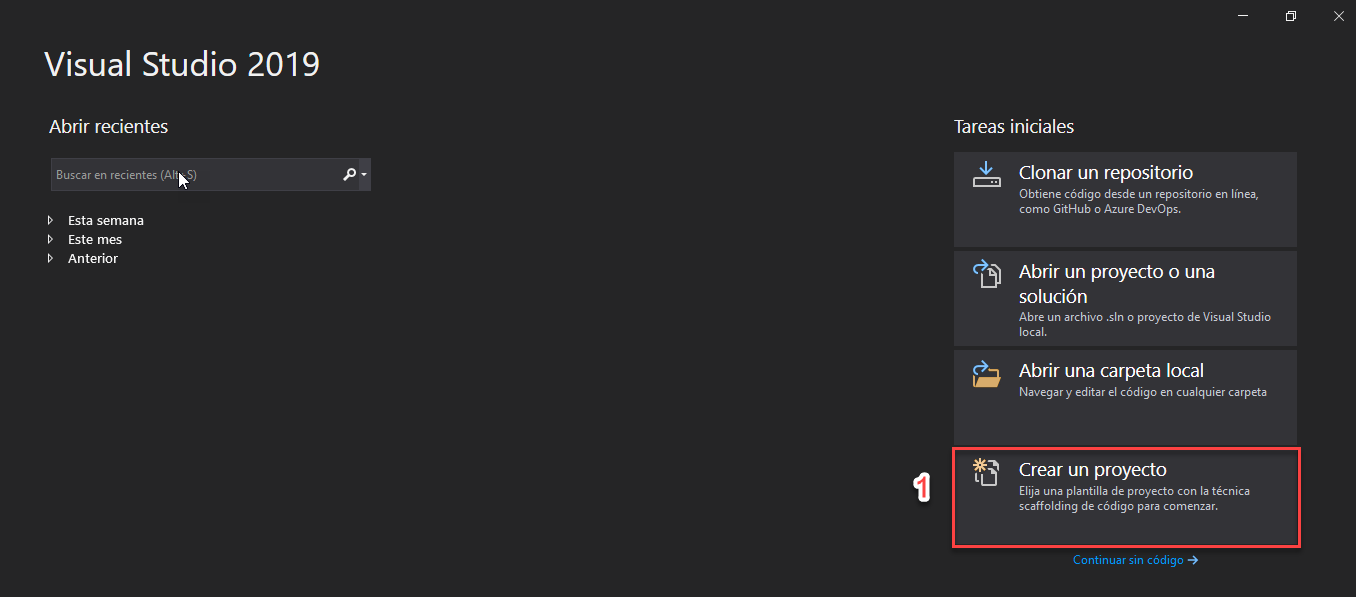 Visual Studio 2019
Abrir recientes
Buscar en recientes (Alt+S)
Esta semana
Este mes
Anterior
Tareas iniciales
Clonar un repositorio
Obtiene código desde un repositorio en línea,
como GitHub o Azure DevOps.
Abrir un proyecto o una
solución
Abre un archivo .sln o proyecto de Visual Studio
local.
Abrir una carpeta local
Navegar y editar el código en cualquier carpeta
1
Crear un proyecto
Elija una plantilla de proyecto con la técnica
scaffolding de código para comenzar.
Continuar sin código →